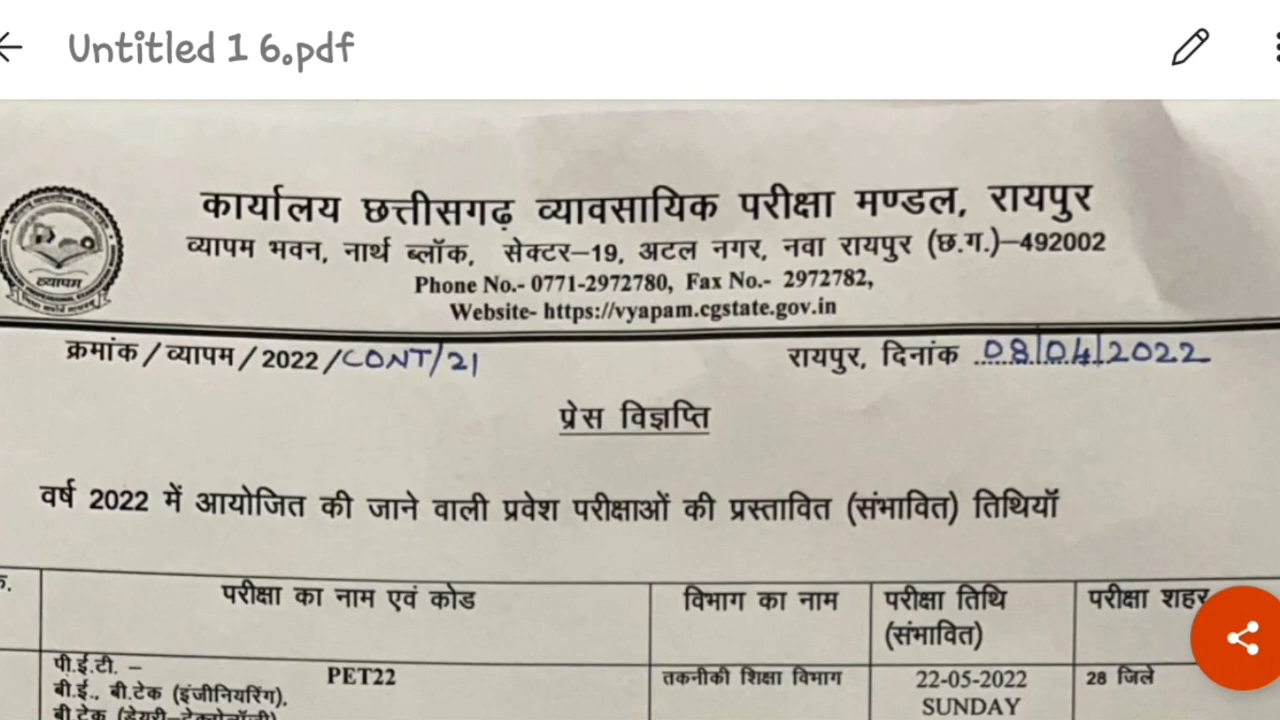 Untitled 1 6.pdf
कार्यालय छत्तीसगढ़ व्यावसायिक परीक्षा मण्डल, रायपुर
व्यापम भवन, नार्थ ब्लॉक, सेक्टर–19, अटल नगर, नवा रायपुर (छ.ग.)–492002
Phone No.- 0771-2972780, Fax No.- 2972782,
Website- https://vyapam.cgstate.gov.in
व्यापम
क्रमांक / व्यापम / 2022 / CONT/21 रायपुर, दिनांक 08/04/2022
प्रेस विज्ञप्ति
वर्ष 2022 में आयोजित की जाने वाली प्रवेश परीक्षाओं की प्रस्तावित (संभावित) तिथियॉ
परीक्षा का नाम एवं कोड विभाग का नाम परीक्षा तिथि (संभावित) परीक्षा शहर
पी.ई.टी. – PET22 तकनीकी शिक्षा विभाग 22-05-2022 28 जिले
बी.ई., बी.टेक (इंजीनियरिंग), SUNDAY
बी.टेक (डेयरी–टेक्नोलॉजी)